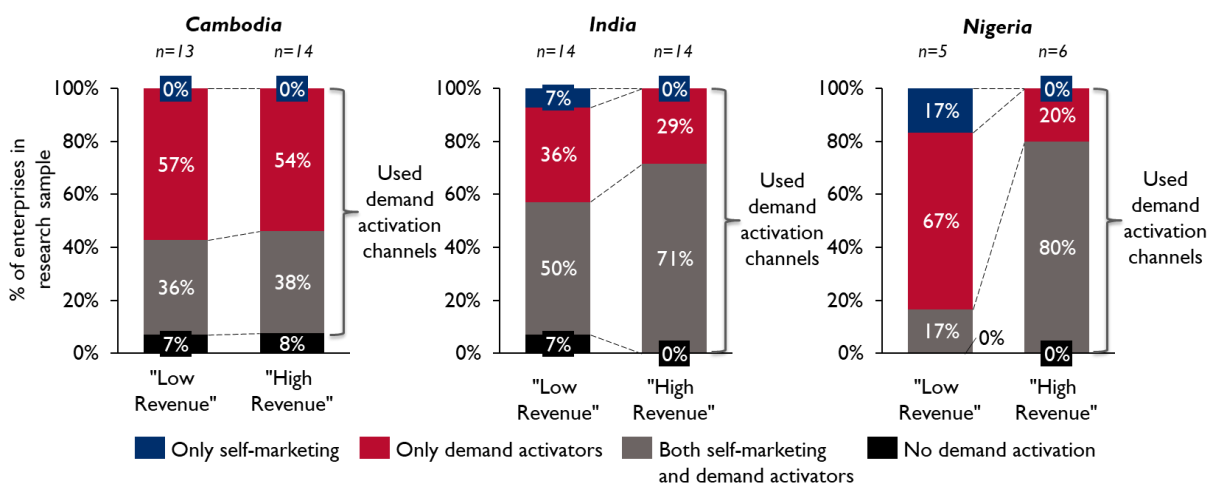 Cambodia
n=13
n=14
% of enterprises in
research sample
100%
80%
60%
40%
20%
0%
0%
0%
57%
54%
36%
38%
7%
8%
Used
demand
activation
channels
"Low
Revenue"
"High
Revenue"
India
n=14
n=14
100%
80%
60%
40%
20%
0%
7%
0%
36%
29%
50%
71%
7%
0%
Used
demand
activation
channels
"Low
Revenue"
"High
Revenue"
Nigeria
n=5
n=6
100%
80%
60%
40%
20%
0%
17%
0%
67%
20%
17%
80%
0%
0%
Used
demand
activation
channels
"Low
Revenue"
"High
Revenue"
Only self-marketing
Only demand activators
Both self-marketing
and demand activators
No demand activation